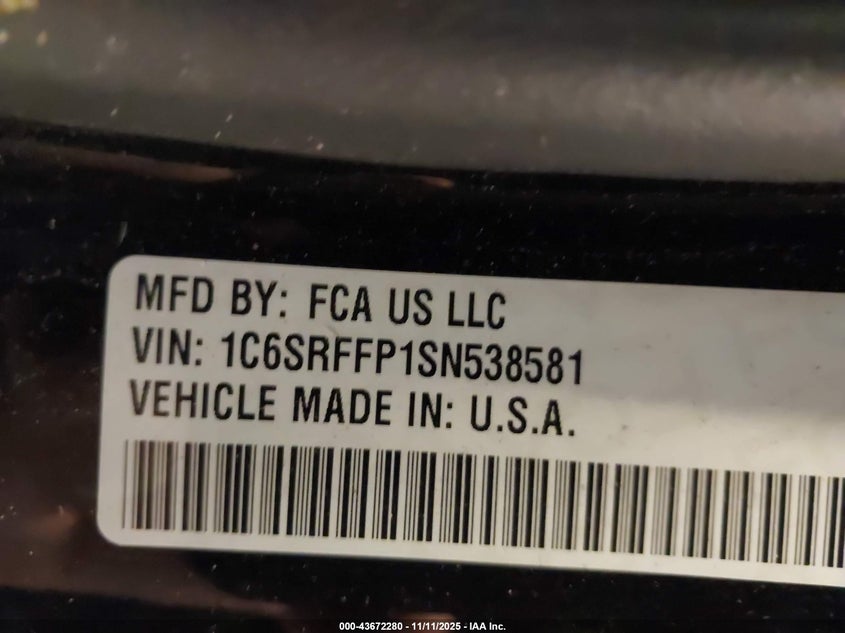 MFD BY: FCA US LLC
VIN: 1C6SRFFP1SN538581
VEHICLE MADE IN: U.S.A.
000-43672280 - 11/11/2025 - IAA Inc.